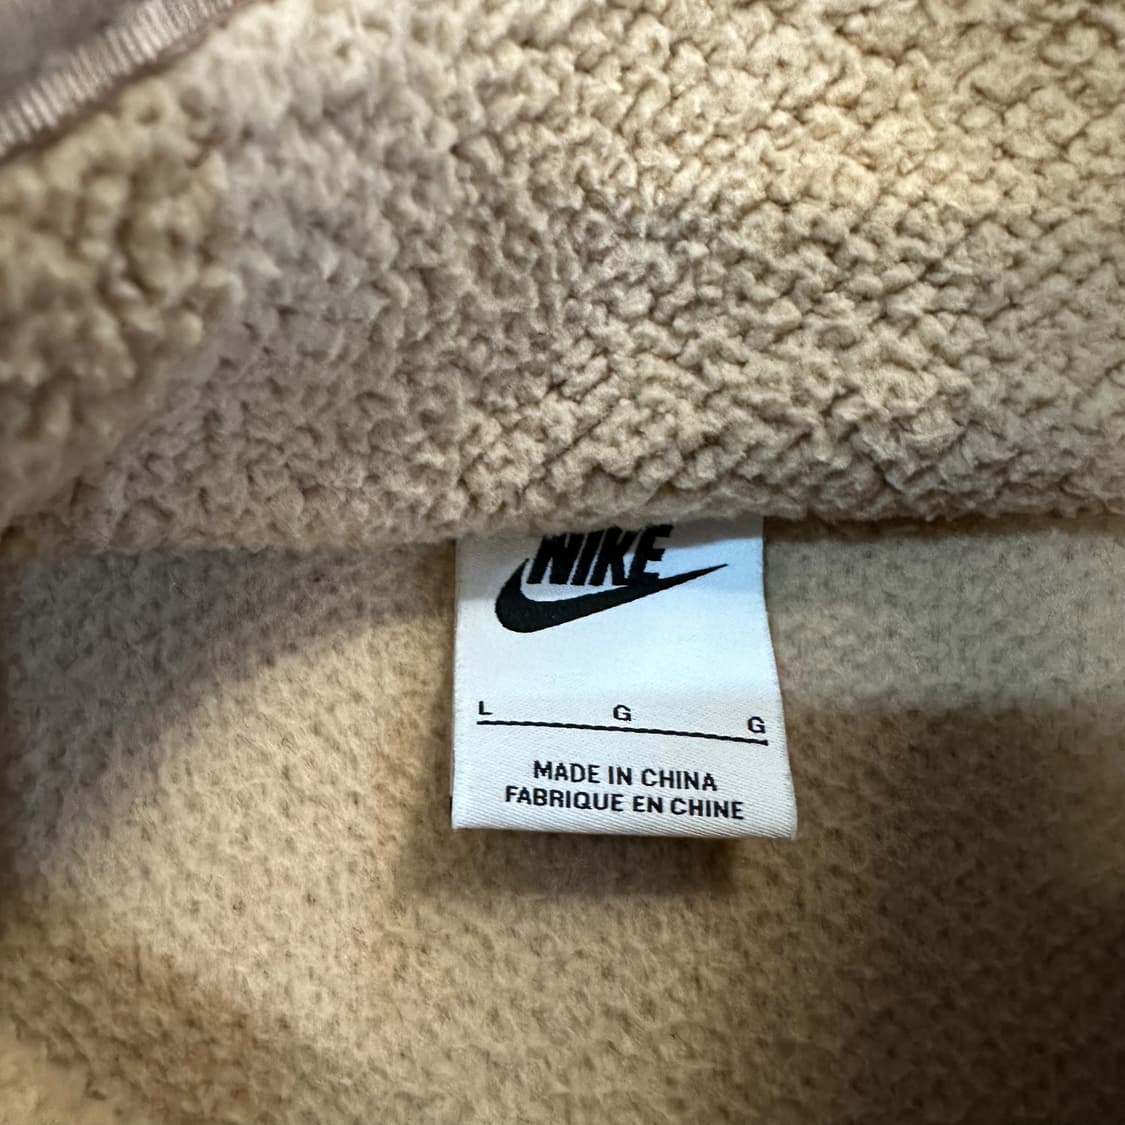 NIKE
L G G
MADE IN CHINA
FABRIQUE EN CHINE